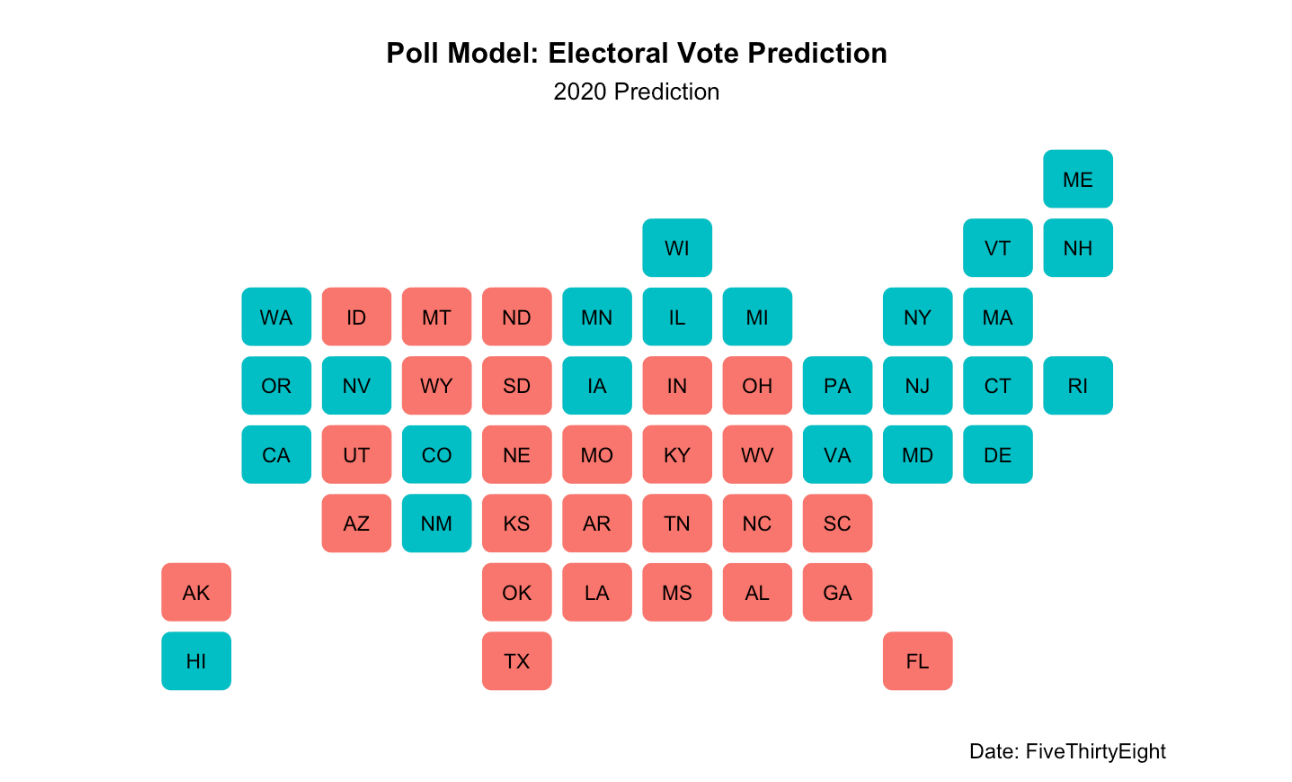 Poll Model: Electoral Vote Prediction
2020 Prediction
ME
WI VT NH
WA ID MT ND MN IL MI NY MA
OR NV WY SD IA IN OH PA NJ CT RI
CA UT CO NE MO KY WV VA MD DE
AZ NM KS AR TN NC SC
AK OK LA MS AL GA
HI TX FL
Date: FiveThirtyEight